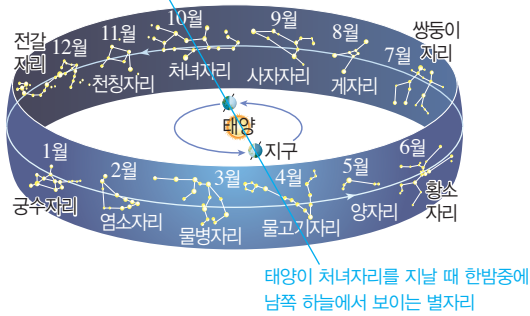 10월
9월
11월
8월
쌍둥이
자리
전갈
자리
12월
7월
천칭자리
처녀자리
사자자리
게자리
태양
지구
1월
2월
3월
4월
5월
6월
궁수자리
염소자리
물병자리
물고기자리
양자리
황소
자리
태양이 처녀자리를 지날 때 한밤중에
남쪽 하늘에서 보이는 별자리